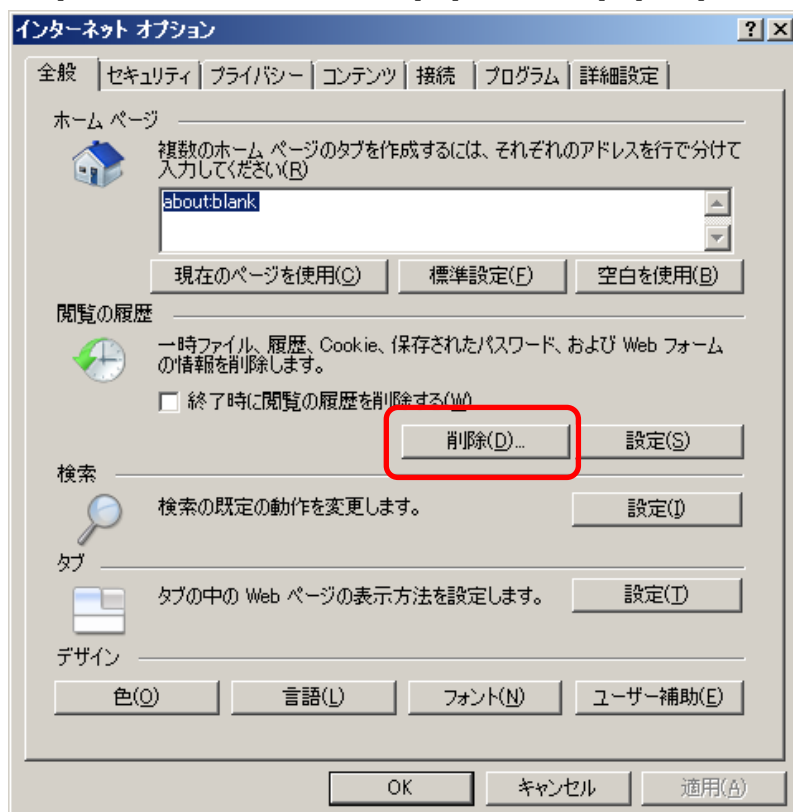 インターネット オプション
全般 セキュリティ プライバシー コンテンツ 接続 プログラム 詳細設定
ホーム ページ
複数のホーム ページのタブを作成するには、それぞれのアドレスを行で分けて
入力してください(R)
about:blank
現在のページを使用(C) 標準設定(F) 空白を使用(B)
閲覧の履歴
一時ファイル、履歴、Cookie、保存されたパスワード、および Web フォーム
の情報を削除します。
終了時に閲覧の履歴を削除する(W)
削除(D)... 設定(S)
検索
検索の既定の動作を変更します。 設定(I)
タブ
タブの中の Web ページの表示方法を設定します。 設定(T)
デザイン
色(O) 言語(L) フォント(N) ユーザー補助(E)
OK キャンセル 適用(A)